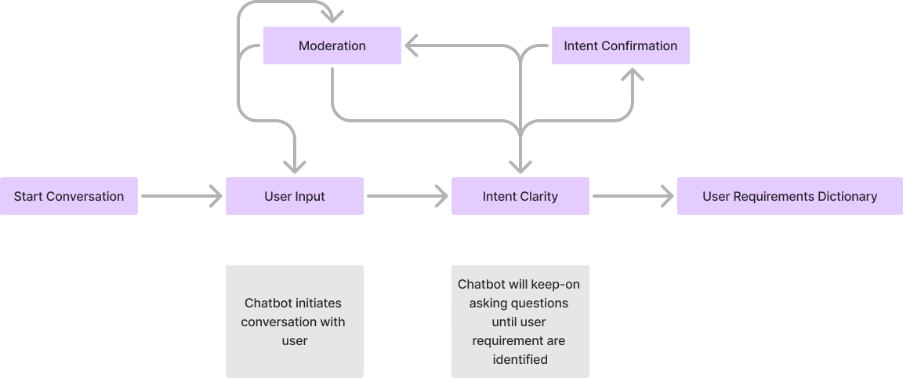 Moderation
Intent Confirmation
Start Conversation
User Input
Intent Clarity
User Requirements Dictionary
Chatbot initiates
conversation with
user
Chatbot will keep-on
asking questions
until user
requirement are
identified